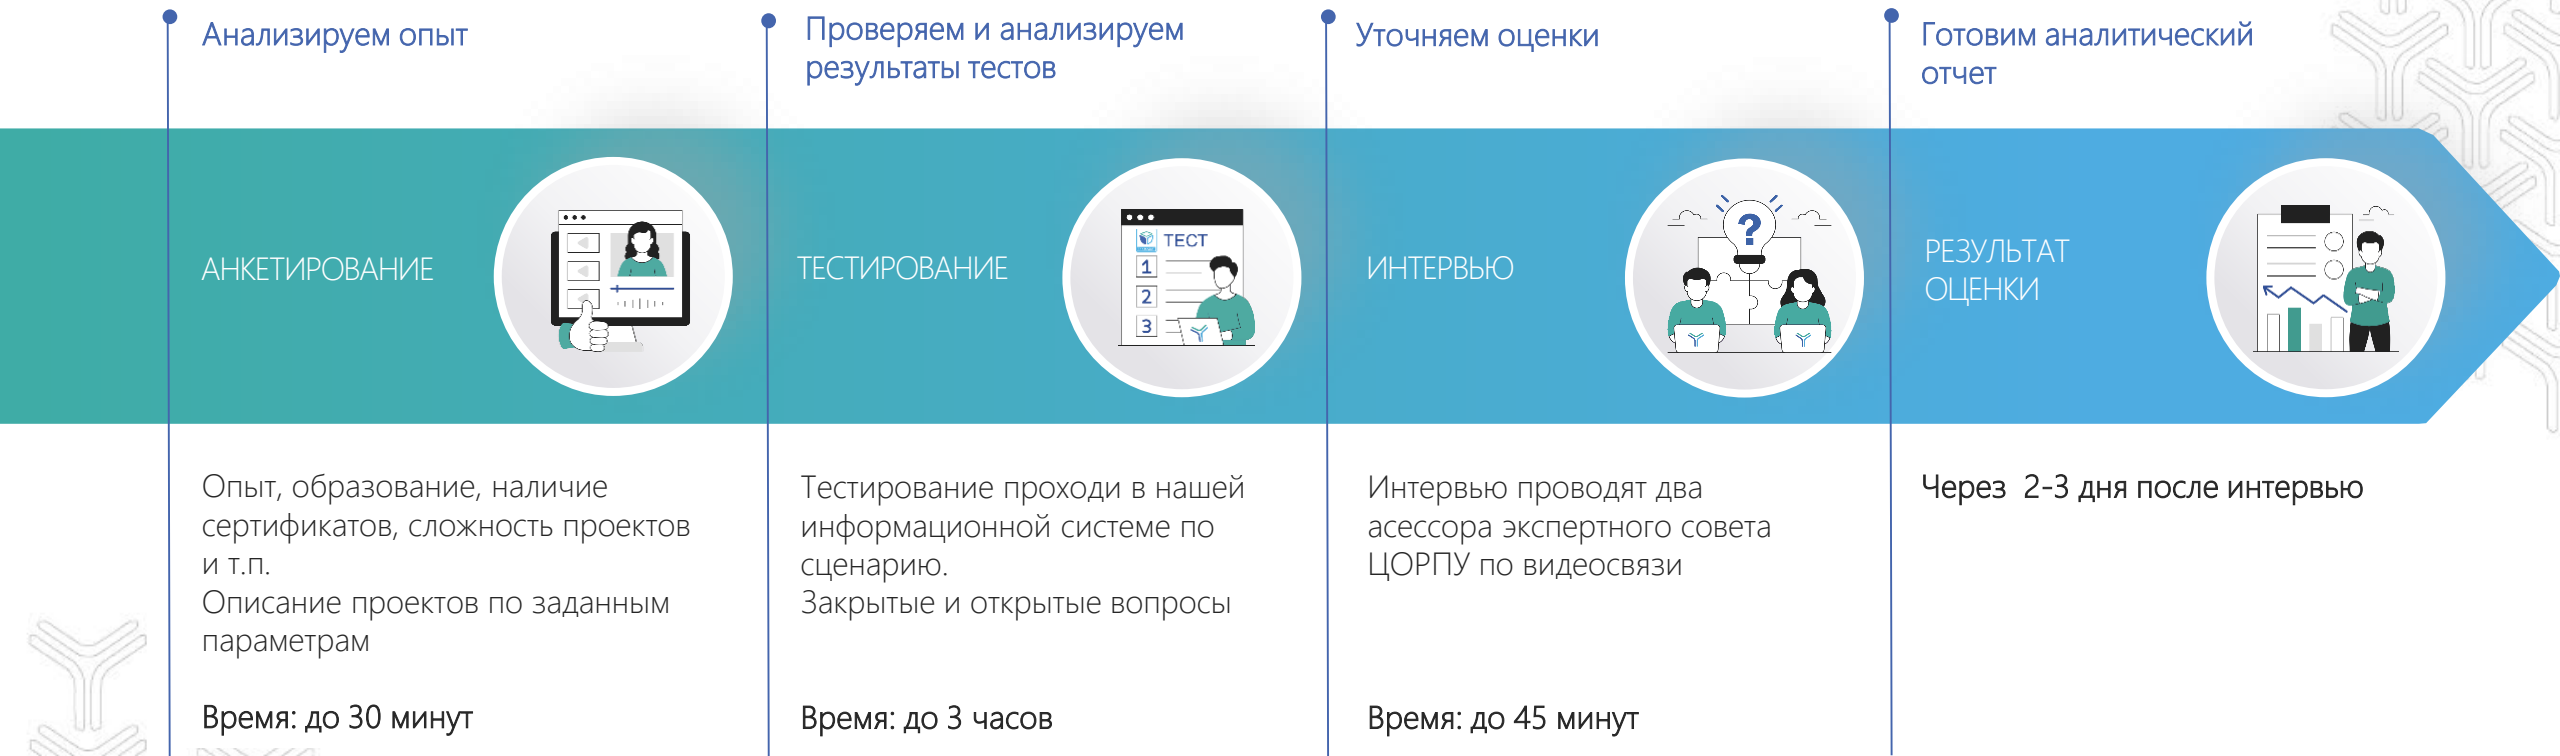 Анализируем опыт
Проверяем и анализируем
результаты тестов
Уточняем оценки
Готовим аналитический
отчет
АНКЕТИРОВАНИЕ
ТЕСТИРОВАНИЕ
ТЕСТ
1
2
3
ИНТЕРВЬЮ
?
РЕЗУЛЬТАТ
ОЦЕНКИ
Опыт, образование, наличие
сертификатов, сложность проектов
и т.п.
Описание проектов по заданным
параметрам
Время: до 30 минут
Тестирование проходи в нашей
информационной системе по
сценарию.
Закрытые и открытые вопросы
Время: до 3 часов
Интервью проводят два
асессора экспертного совета
ЦОРПУ по видеосвязи
Время: до 45 минут
Через 2-3 дня после интервью